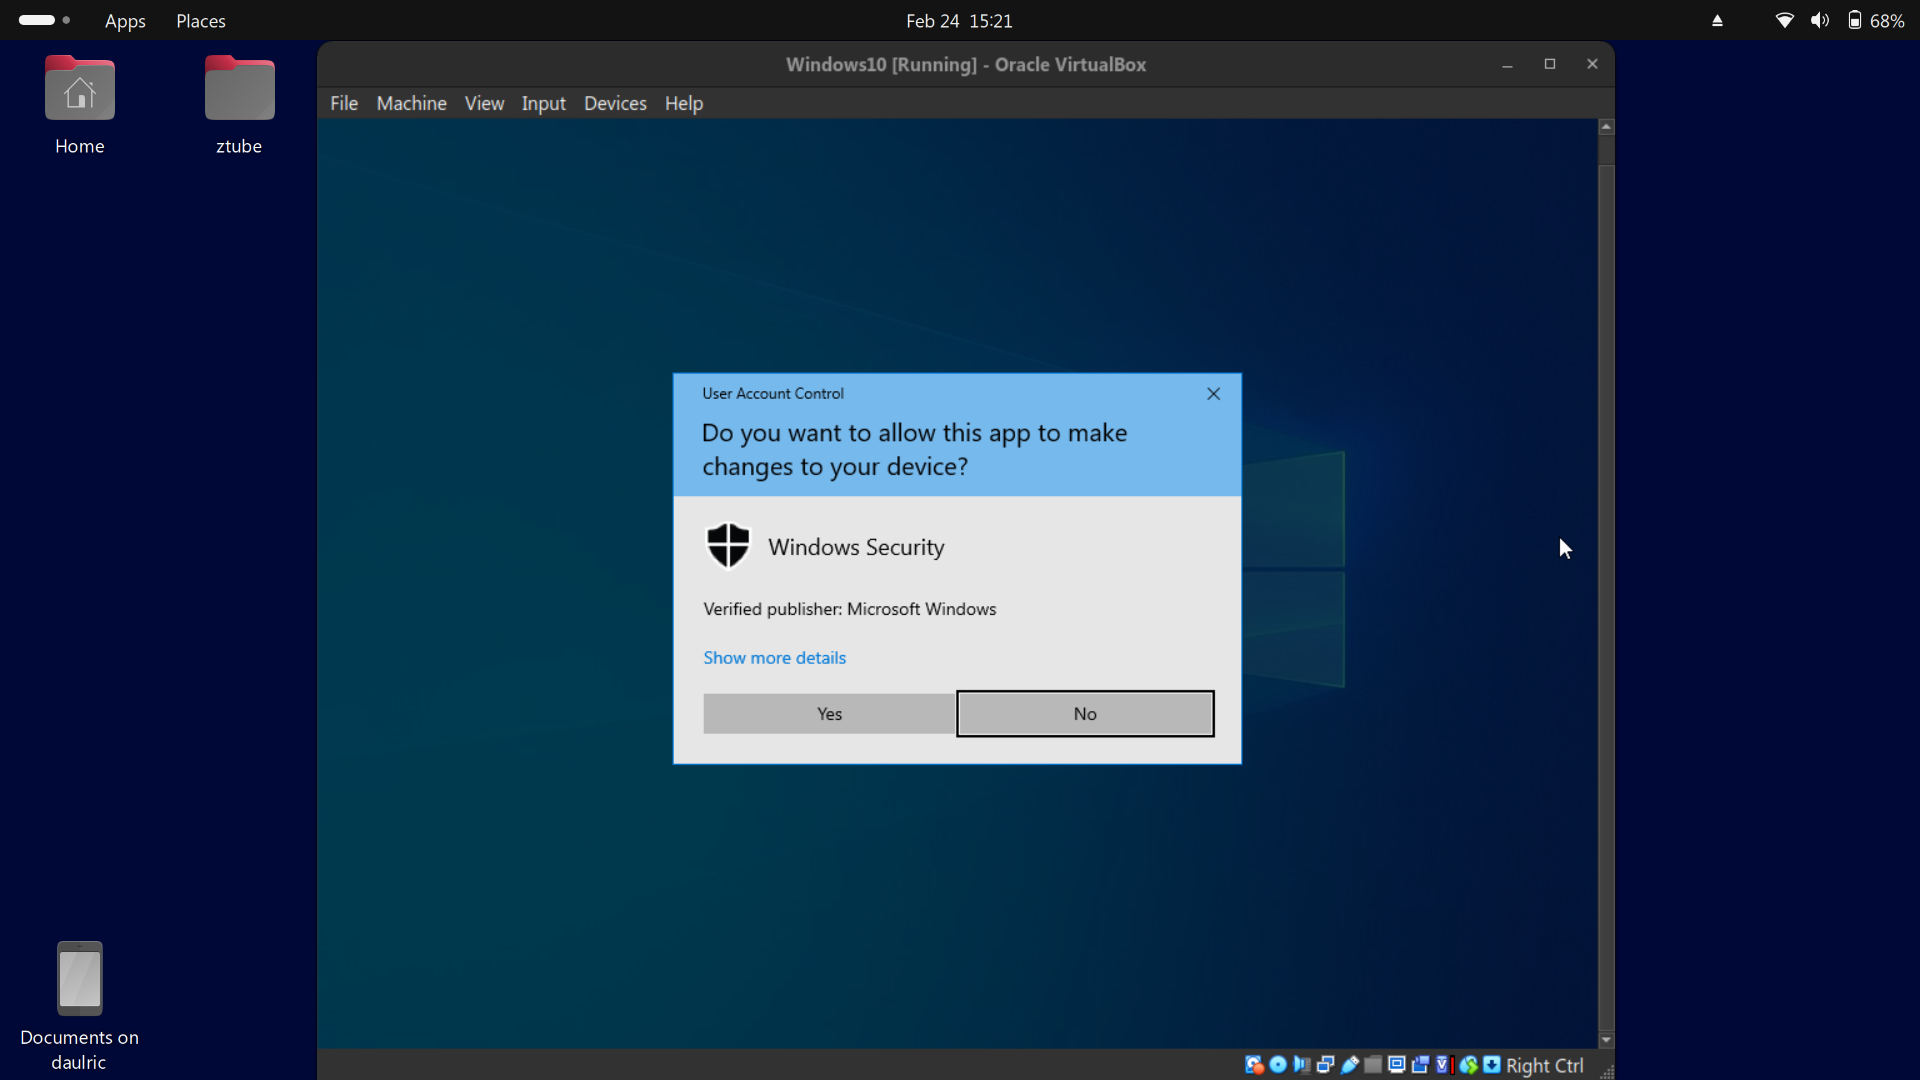 Apps Places Feb 24 15:21 68%
Home ztube
Windows10 [Running] - Oracle VirtualBox
File Machine View Input Devices Help
User Account Control
Do you want to allow this app to make
changes to your device?
Windows Security
Verified publisher: Microsoft Windows
Show more details
Yes No
Documents on
daulric
Right Ctrl